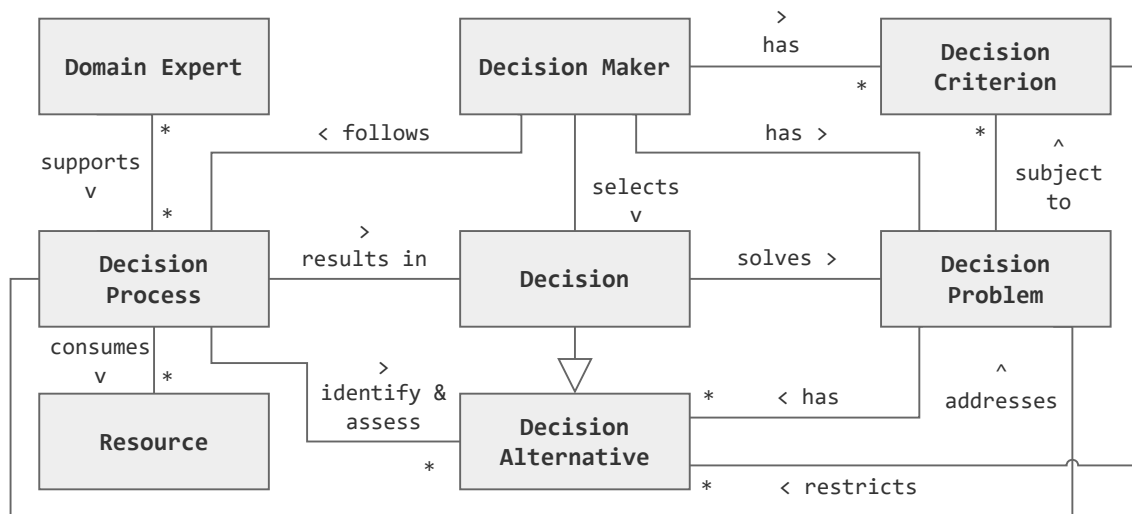 Domain Expert
Decision Maker
>
has
*
Decision
Criterion
*
supports
v
*
< follows
has >
*
^
subject
to
selects
v
Decision
Process
>
results in
Decision
solves >
Decision
Problem
consumes
v
*
>
identify &
assess
*
* < has
^
addresses
Resource
Decision
Alternative
* < restricts